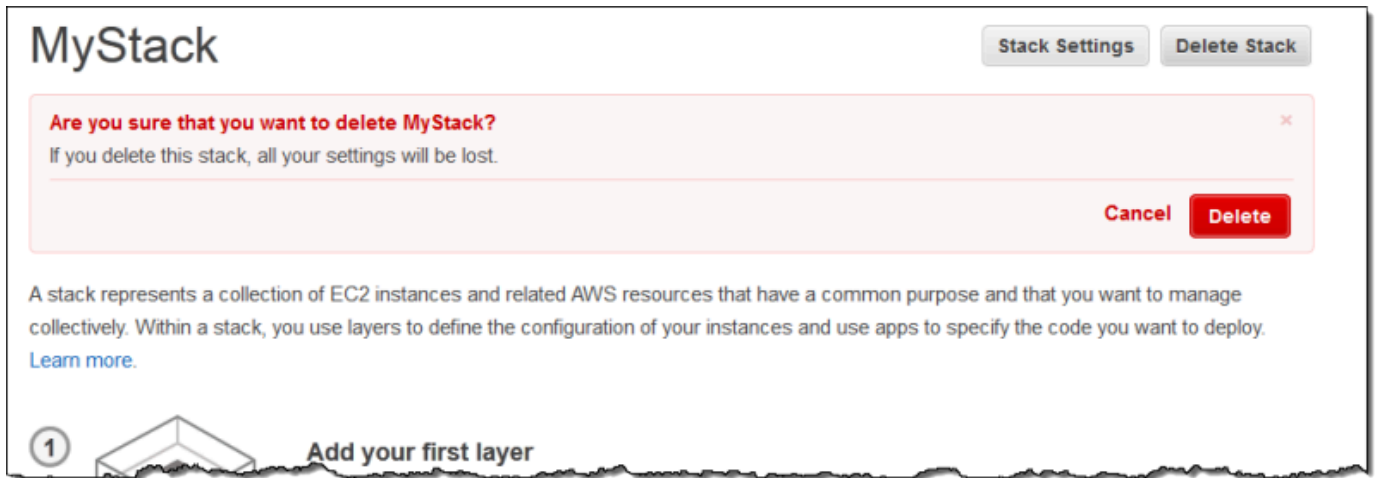 MyStack
Stack Settings
Delete Stack
Are you sure that you want to delete MyStack?
×
If you delete this stack, all your settings will be lost.
Cancel
Delete
A stack represents a collection of EC2 instances and related AWS resources that have a common purpose and that you want to manage
collectively. Within a stack, you use layers to define the configuration of your instances and use apps to specify the code you want to deploy.
Learn more.
1
Add your first layer